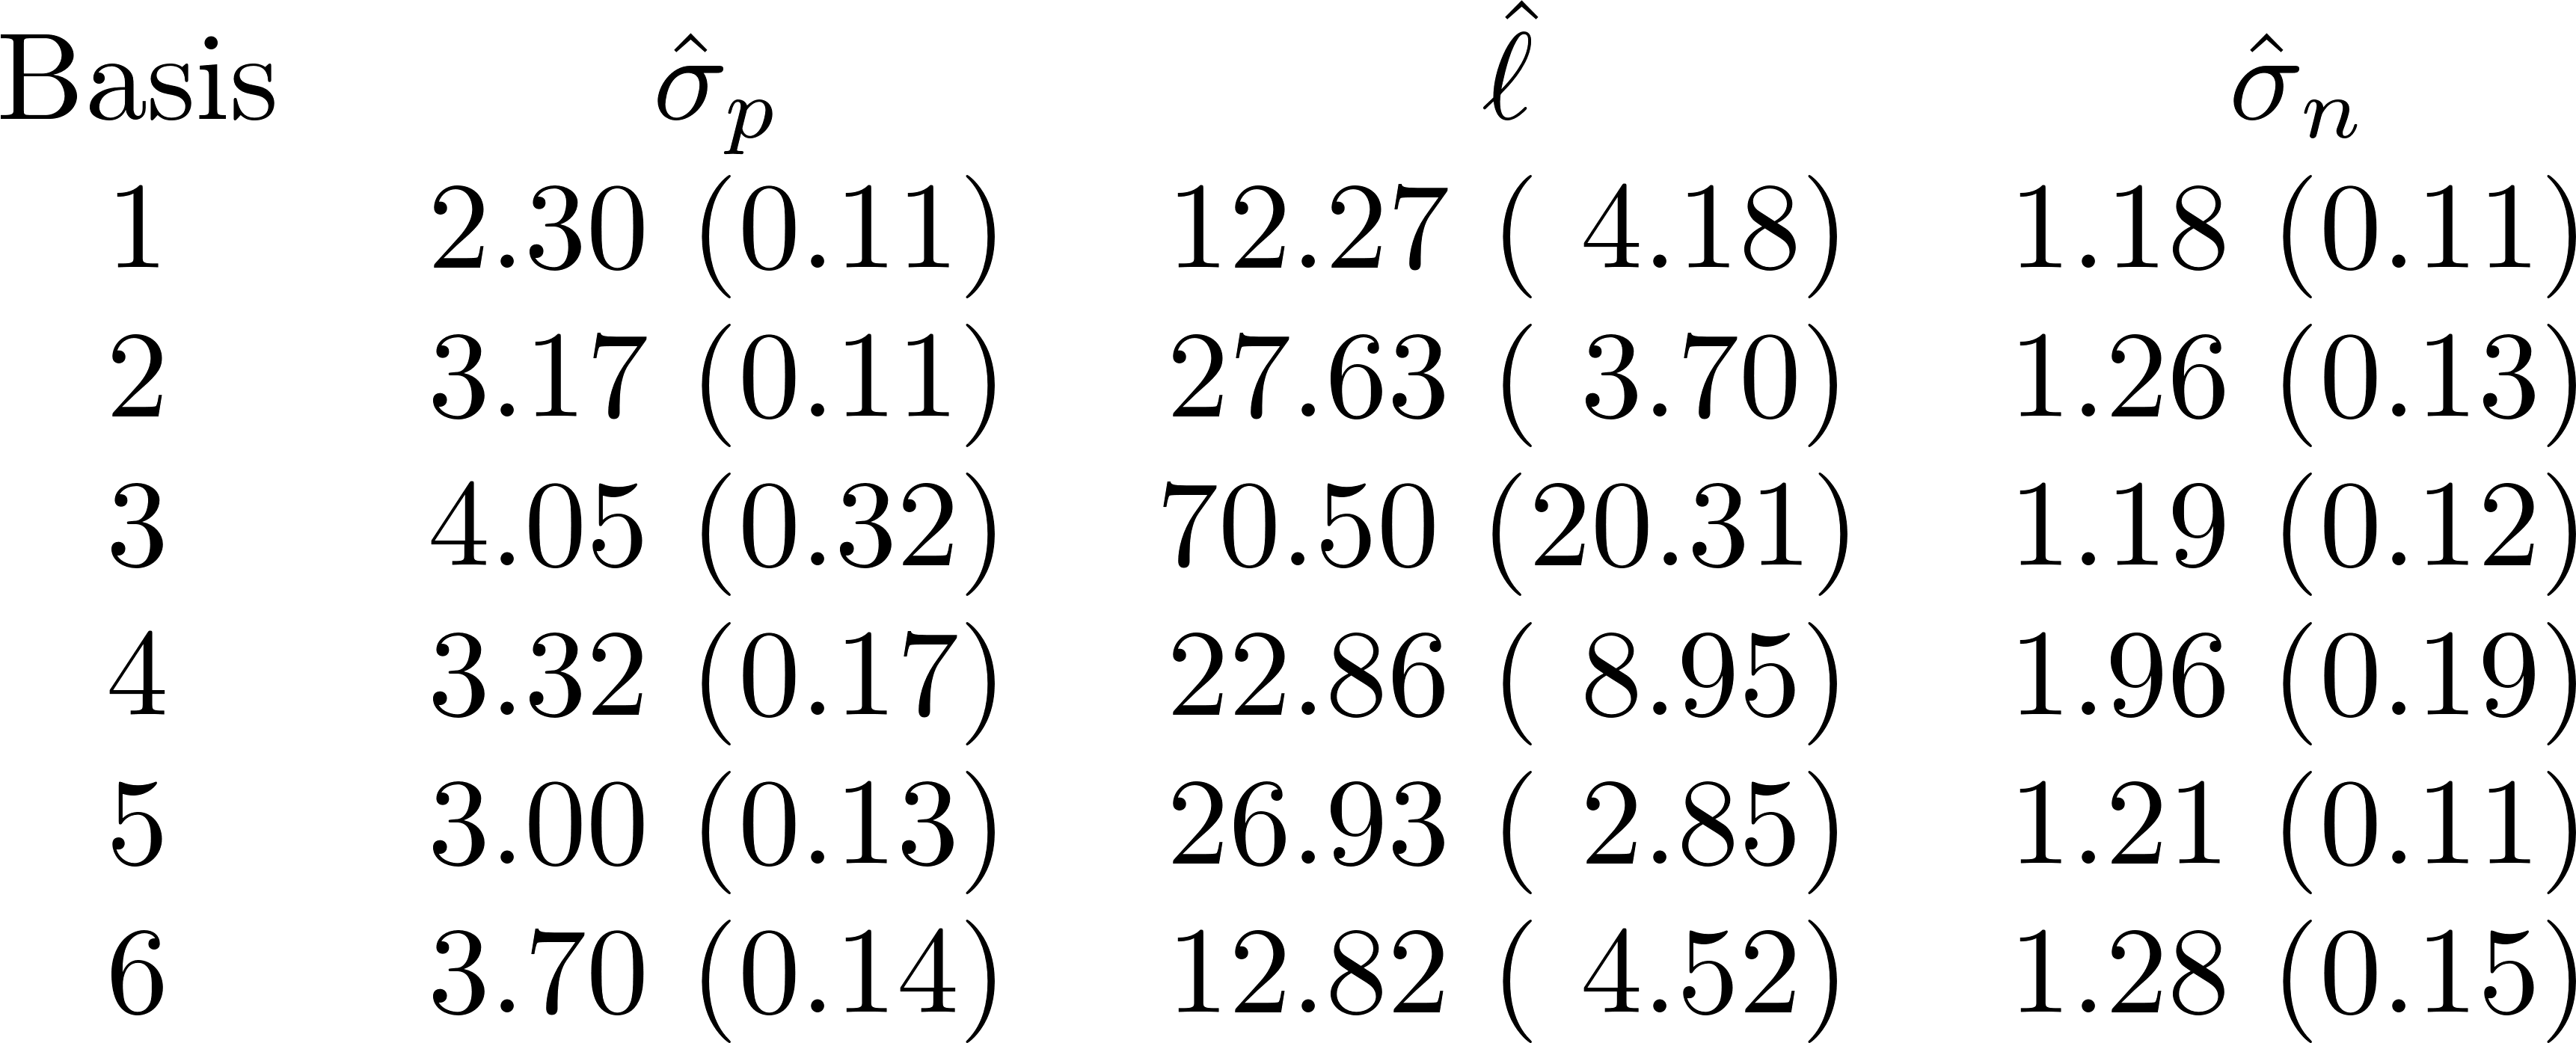 Basis σ̂ₚ ℓ̂ σ̂ₙ
1 2.30 (0.11) 12.27 ( 4.18) 1.18 (0.11)
2 3.17 (0.11) 27.63 ( 3.70) 1.26 (0.13)
3 4.05 (0.32) 70.50 (20.31) 1.19 (0.12)
4 3.32 (0.17) 22.86 ( 8.95) 1.96 (0.19)
5 3.00 (0.13) 26.93 ( 2.85) 1.21 (0.11)
6 3.70 (0.14) 12.82 ( 4.52) 1.28 (0.15)